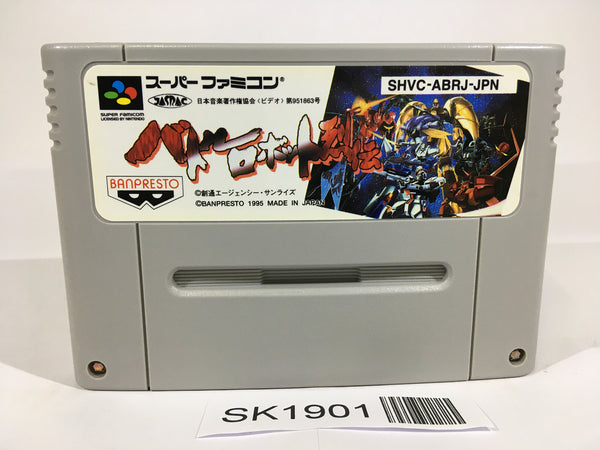 スーパーファミコン®
SHVC-ABRJ-JPN
SUPER FAMICOM
LICENSED BY NINTENDO
JASRAC
日本音楽著作権協会(ビデオ)第951863号
バトルロボット烈伝
BANPRESTO
©創通エージェンシー・サンライズ
©BANPRESTO 1995 MADE IN JAPAN
SK1901